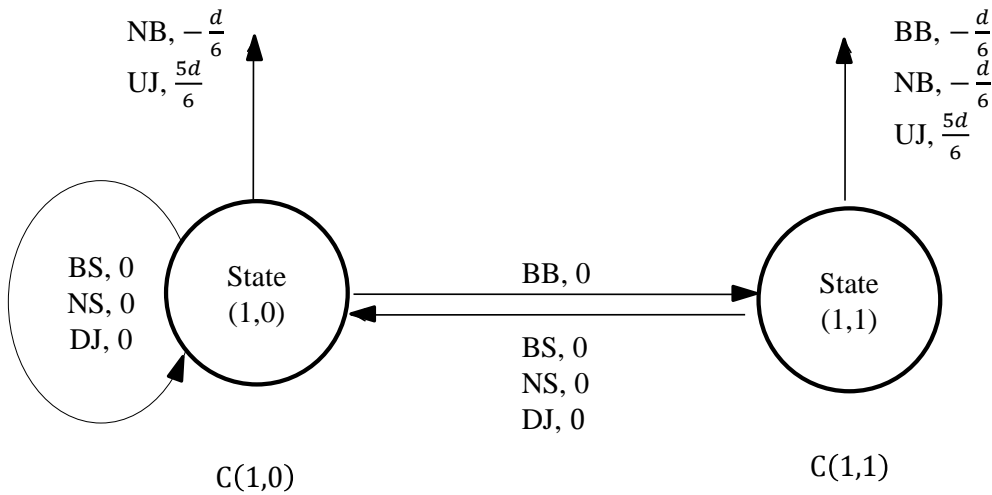 NB, −d/6
UJ, 5d/6
BB, −d/6
NB, −d/6
UJ, 5d/6
BS, 0
NS, 0
DJ, 0
State
(1,0)
BB, 0
BS, 0
NS, 0
DJ, 0
State
(1,1)
C(1,0)
C(1,1)